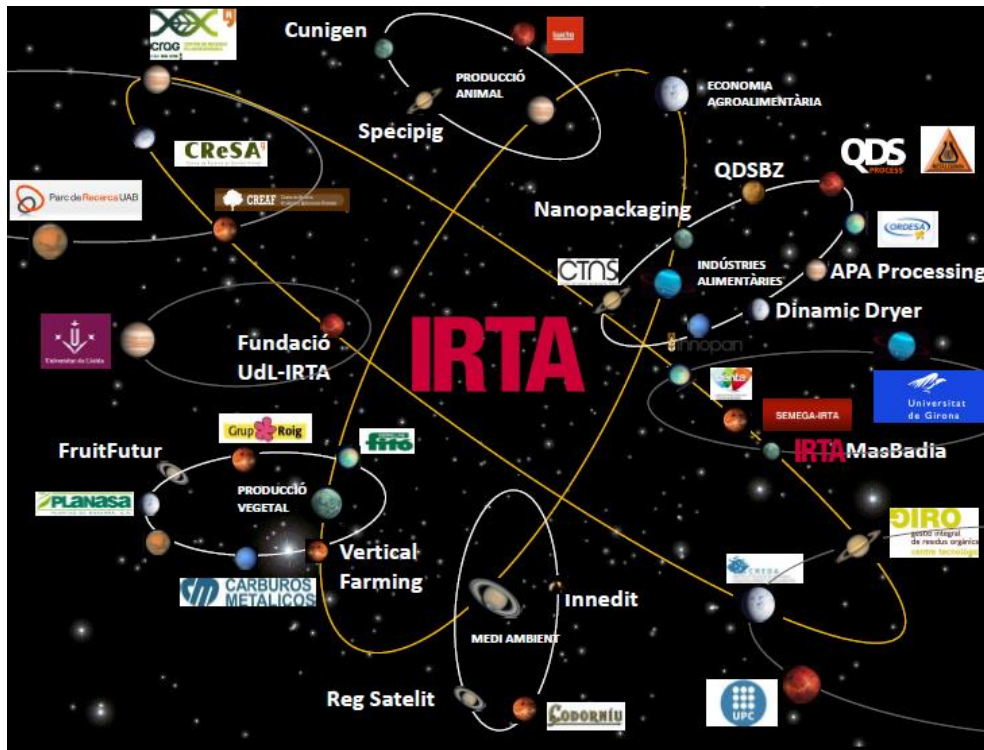 crag
Cunigen
PRODUCCIÓ
ANIMAL
Specipig
ECONOMIA
AGROALIMENTÀRIA
CReSA
Parc de Recerca UAB
CREAF
QDSBZ
QDS
PROCESS
Nanopackaging
ORDESA
CTNS
INDÚSTRIES
ALIMENTÀRIES
APA Processing
Dinamic Dryer
innopan
Universitat de Lleida
Fundació
UdL-IRTA
IRTA
SEMEGA-IRTA
Universitat
de Girona
IRTA MasBadia
Grup Roig
fitó
FruitFutur
PLANASA
PRODUCCIÓ
VEGETAL
Vertical
Farming
CARBUROS
METALICOS
GIRO
gestió integral
de residus orgànics
centre tecnològic
Innedit
MEDI AMBIENT
Reg Satelit
CODORNÍU
UPC